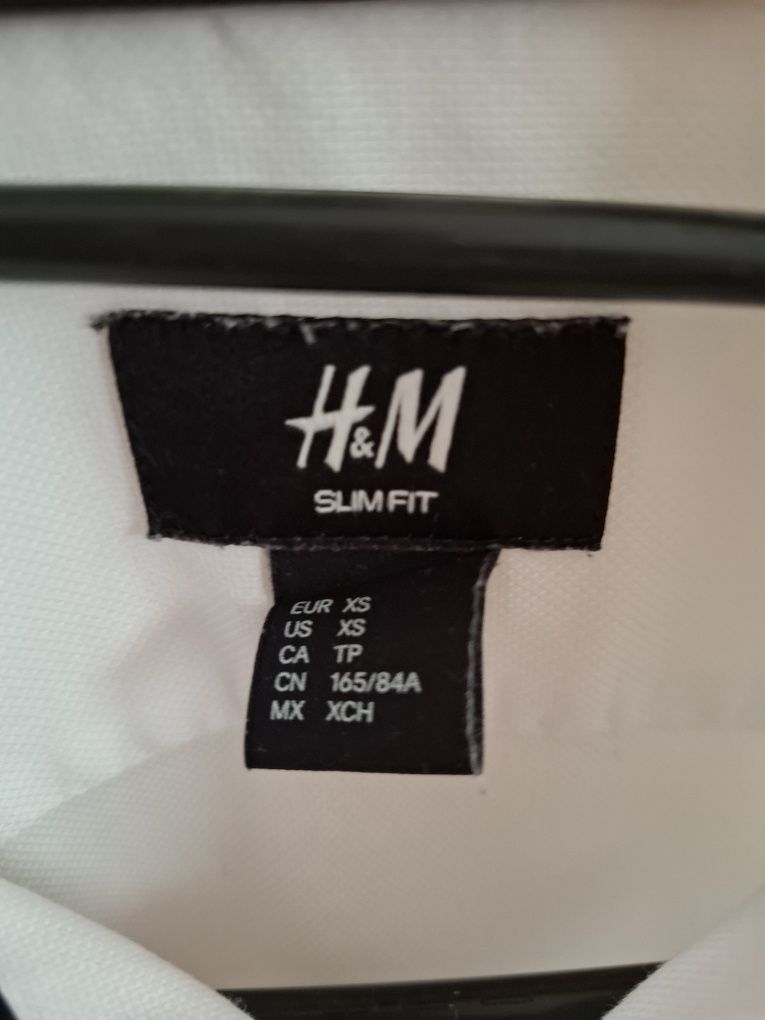 H&M
SLIM FIT
EUR XS
US XS
CA TP
CN 165/84A
MX XCH